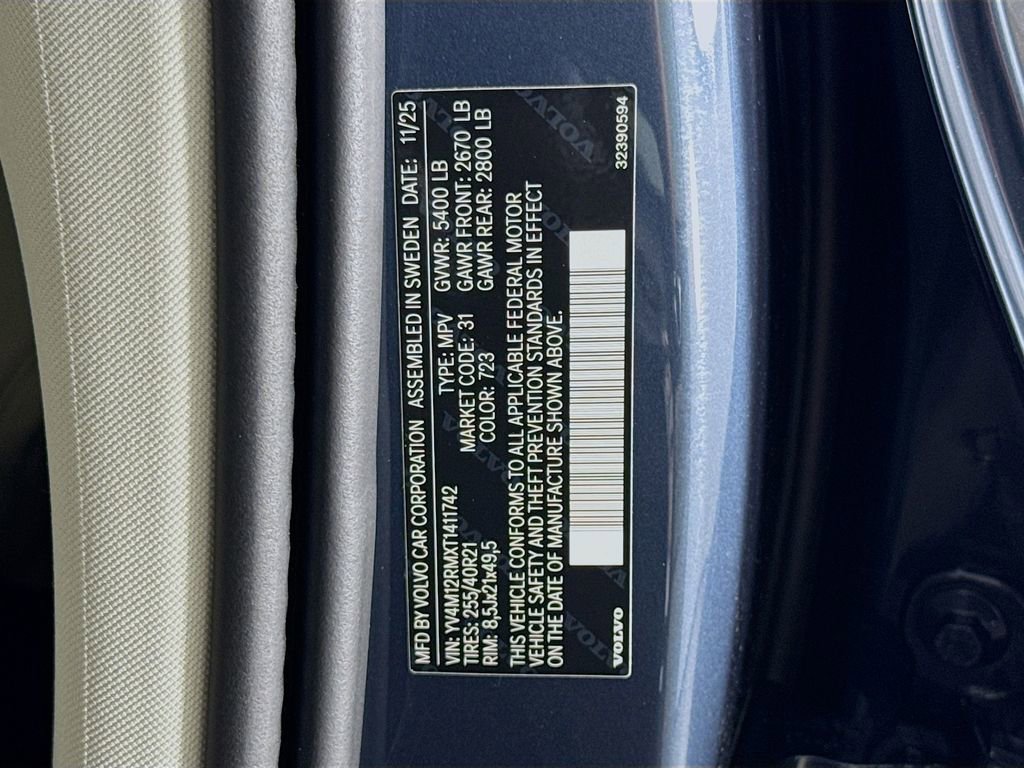 MFD BY VOLVO CAR CORPORATION ASSEMBLED IN SWEDEN DATE: 11/25
VIN: YV4M12RMXT1411742 TYPE: MPV GVWR: 5400 LB
TIRES: 255/40R21 MARKET CODE: 31 GAWR FRONT: 2670 LB
RIM: 8,5Jx21x49,5 COLOR: 723 GAWR REAR: 2800 LB
THIS VEHICLE CONFORMS TO ALL APPLICABLE FEDERAL MOTOR
VEHICLE SAFETY AND THEFT PREVENTION STANDARDS IN EFFECT
ON THE DATE OF MANUFACTURE SHOWN ABOVE.
VOLVO 32390594